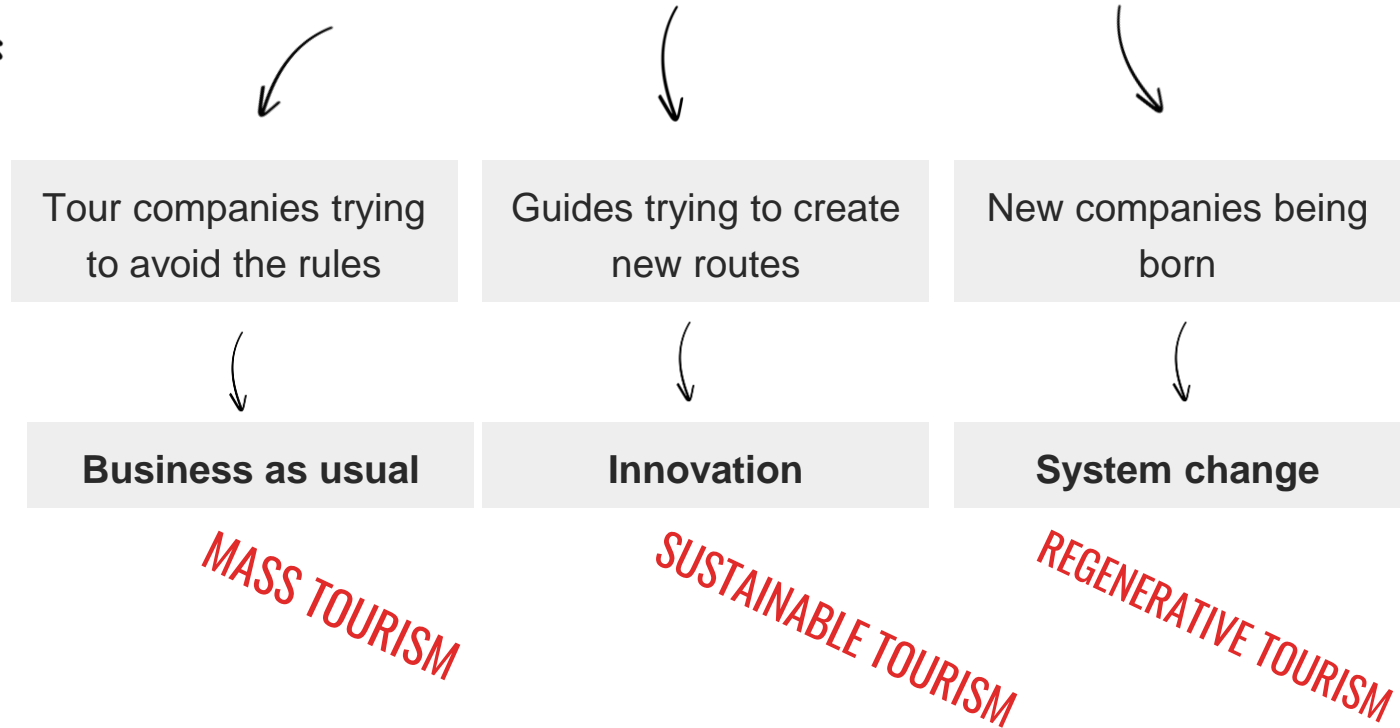 Tour companies trying
to avoid the rules
Guides trying to create
new routes
New companies being
born
Business as usual
Innovation
System change
MASS TOURISM
SUSTAINABLE TOURISM
REGENERATIVE TOURISM